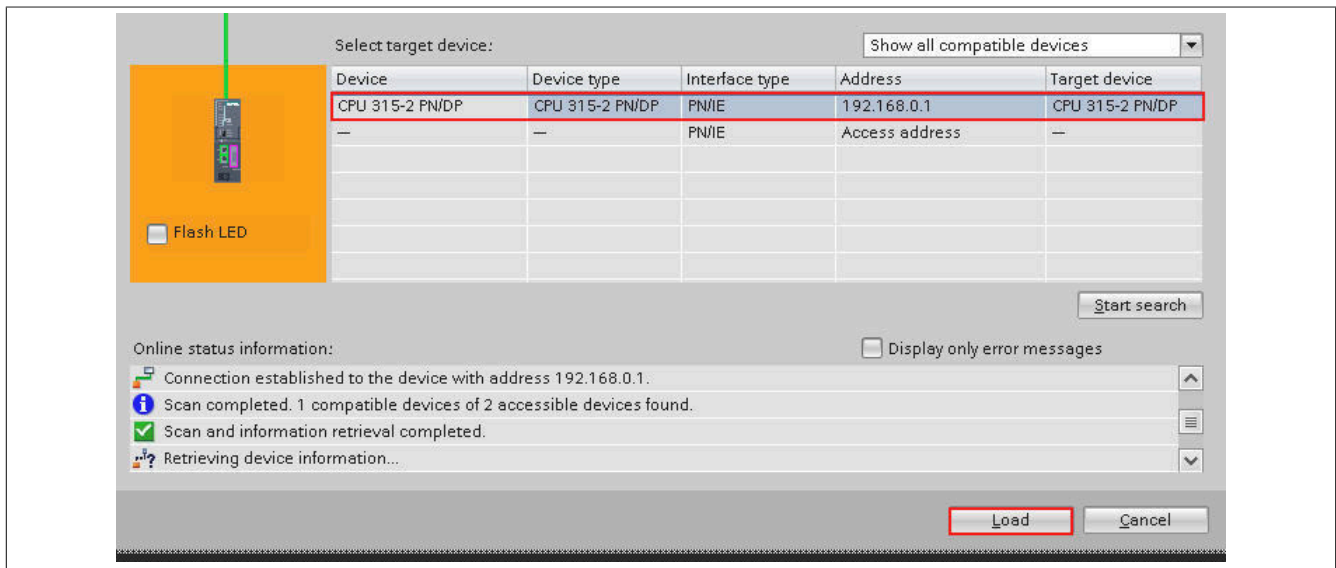 Select target device: Show all compatible devices
Device Device type Interface type Address Target device
CPU 315-2 PN/DP CPU 315-2 PN/DP PN/IE 192.168.0.1 CPU 315-2 PN/DP
— — PN/IE Access address —
Flash LED
Start search
Online status information: Display only error messages
Connection established to the device with address 192.168.0.1.
Scan completed. 1 compatible devices of 2 accessible devices found.
Scan and information retrieval completed.
Retrieving device information...
Load Cancel